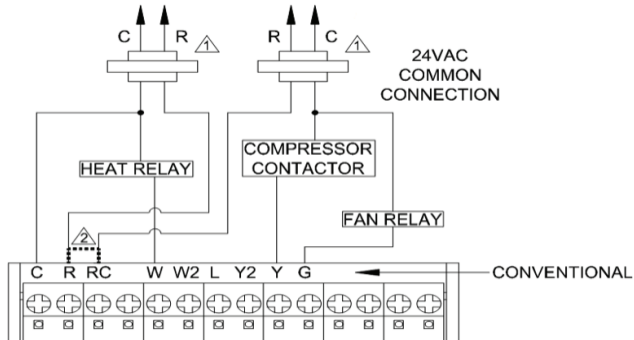 C R 1
R C 1
24VAC
COMMON
CONNECTION
HEAT RELAY
COMPRESSOR
CONTACTOR
FAN RELAY
2
C R RC W W2 L Y2 Y G
CONVENTIONAL